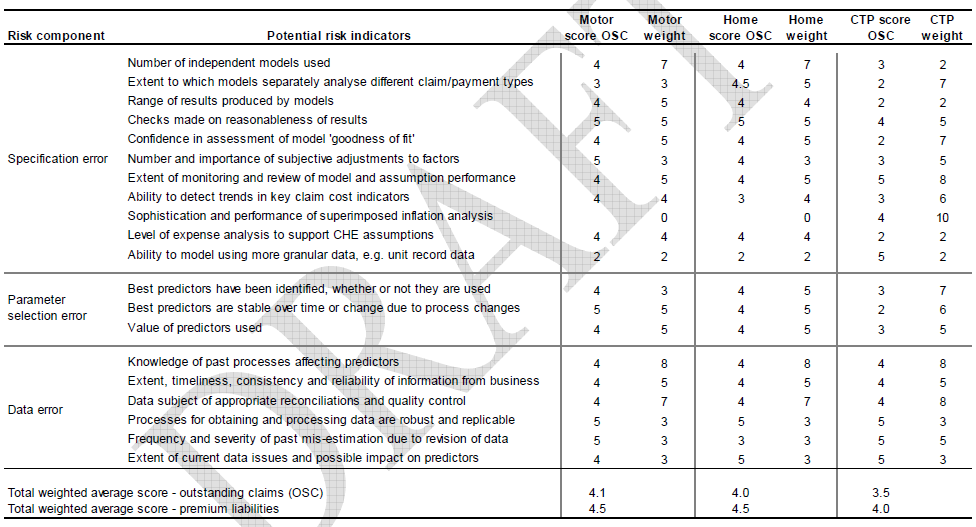 Risk component Potential risk indicators Motor score OSC Motor weight Home score OSC Home weight CTP score OSC CTP weight
Number of independent models used 4 7 4 7 3 2
Extent to which models separately analyse different claim/payment types 3 3 4.5 5 2 7
Range of results produced by models 4 5 4 4 2 2
Checks made on reasonableness of results 5 5 5 5 4 5
Confidence in assessment of model 'goodness of fit' 4 5 4 5 2 7
Specification error Number and importance of subjective adjustments to factors 5 3 4 3 3 5
Extent of monitoring and review of model and assumption performance 4 5 4 5 5 8
Ability to detect trends in key claim cost indicators 4 4 3 4 3 6
Sophistication and performance of superimposed inflation analysis 0 0 4 10
Level of expense analysis to support CHE assumptions 4 4 4 4 2 2
Ability to model using more granular data, e.g. unit record data 2 2 2 2 5 2
Parameter selection error Best predictors have been identified, whether or not they are used 4 3 4 5 3 7
Best predictors are stable over time or change due to process changes 5 5 4 5 2 6
Value of predictors used 4 5 4 5 3 5
Knowledge of past processes affecting predictors 4 8 4 8 4 8
Extent, timeliness, consistency and reliability of information from business 4 5 4 5 4 5
Data error Data subject of appropriate reconciliations and quality control 4 7 4 7 4 8
Processes for obtaining and processing data are robust and replicable 5 3 5 3 5 3
Frequency and severity of past mis-estimation due to revision of data 5 3 3 3 5 5
Extent of current data issues and possible impact on predictors 4 3 5 3 5 3
Total weighted average score - outstanding claims (OSC) 4.1 4.0 3.5
Total weighted average score - premium liabilities 4.5 4.5 4.0
DRAFT